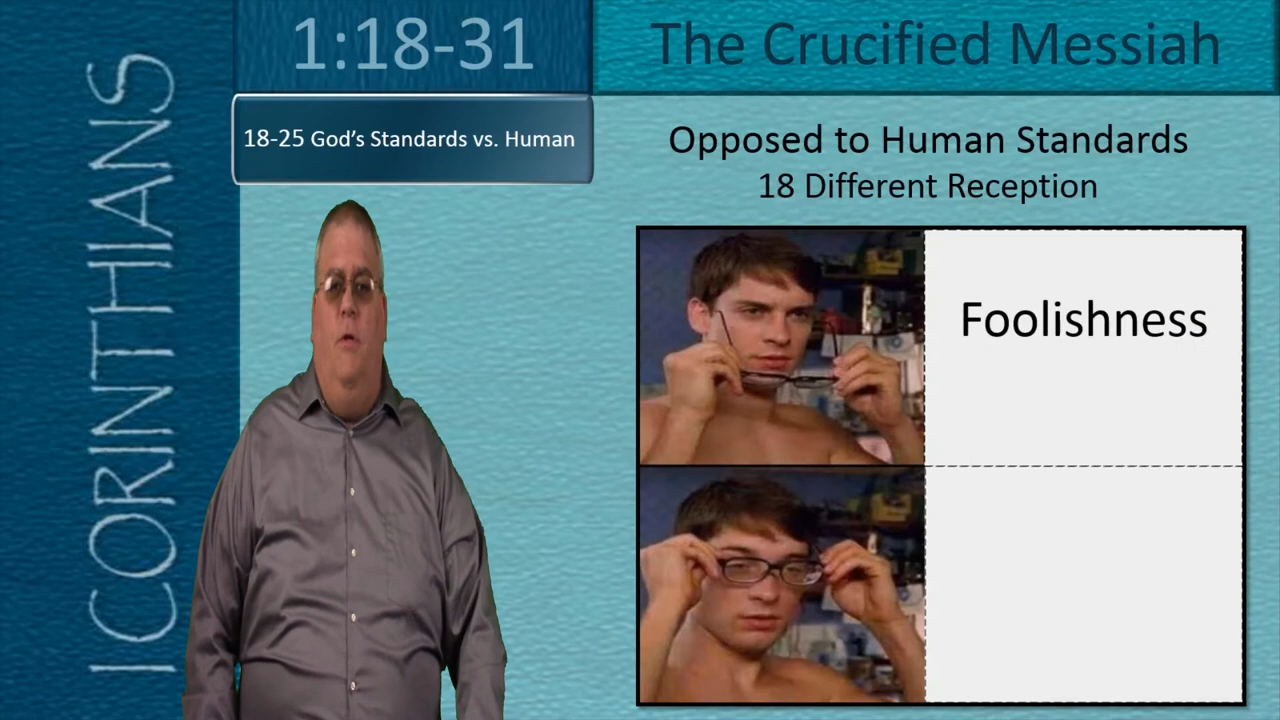 I CORINTHIANS
1:18-31
The Crucified Messiah
18-25 God's Standards vs. Human
Opposed to Human Standards
18 Different Reception
Foolishness